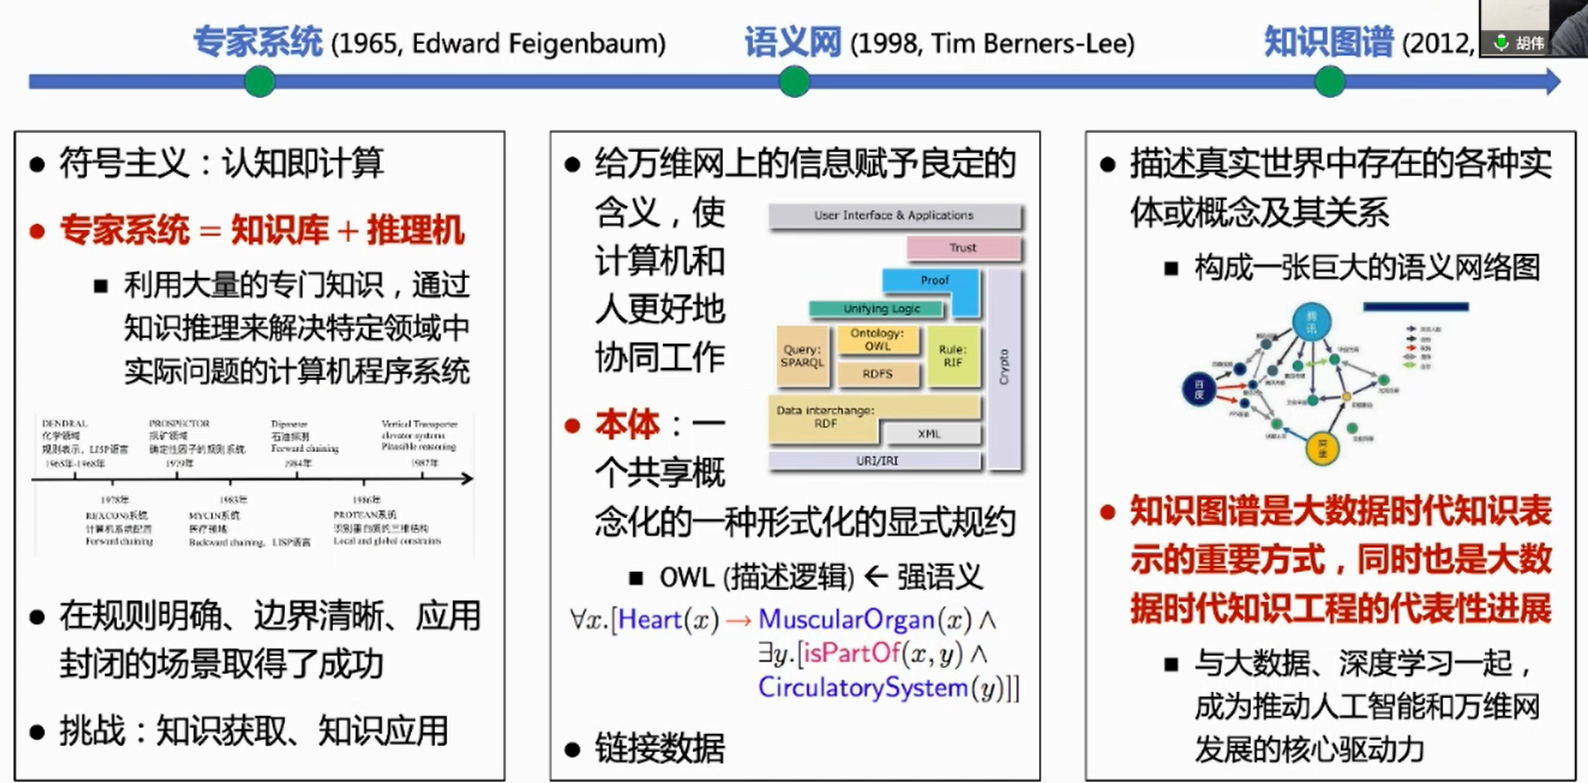 专家系统 (1965, Edward Feigenbaum)
语义网 (1998, Tim Berners-Lee)
知识图谱 (2012,
胡伟
● 符号主义：认知即计算
● 专家系统 = 知识库 + 推理机
■ 利用大量的专门知识，通过
知识推理来解决特定领域中
实际问题的计算机程序系统
DENDRAL
化学领域
规则表示、LISP语言
1965年-1968年
PROSPECTOR
探矿领域
确定性因子的规则系统
1979年
Dipmeter
石油探测
Forward chaining
1984年
Vertical Transporter
elevator systems
Plausible reasoning
1987年
1978年
计算机系统配置
Forward chaining
1983年
MYCIN系统
医疗领域
Backward chaining, LISP语言
1986年
PROTEAN系统
识别蛋白质的三维结构
Local and global constraints
● 在规则明确、边界清晰、应用
封闭的场景取得了成功
● 挑战：知识获取、知识应用
● 给万维网上的信息赋予良定的
含义，使
计算机和
人更好地
协同工作
User Interface & Applications
Trust
Proof
Unifying Logic
Query:
SPARQL
Ontology:
OWL
RDFS
Rule:
RIF
Crypto
Data interchange:
RDF
XML
URI/IRI
● 本体：一
个共享概
念化的一种形式化的显式规约
■ OWL (描述逻辑) ← 强语义
∀x.[Heart(x) → MuscularOrgan(x) ∧
∃y.[isPartOf(x, y) ∧
CirculatorySystem(y)]]
● 链接数据
● 描述真实世界中存在的各种实
体或概念及其关系
■ 构成一张巨大的语义网络图
腾讯
百度
● 知识图谱是大数据时代知识表
示的重要方式，同时也是大数
据时代知识工程的代表性进展
■ 与大数据、深度学习一起，
成为推动人工智能和万维网
发展的核心驱动力